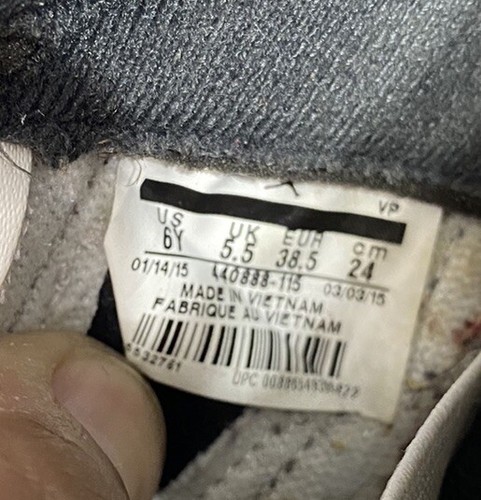 VP
US UK EUR cm
6Y 5.5 38.5 24
01/14/15 440888-115 03/03/15
MADE IN VIETNAM
FABRIQUE AU VIETNAM
UPC